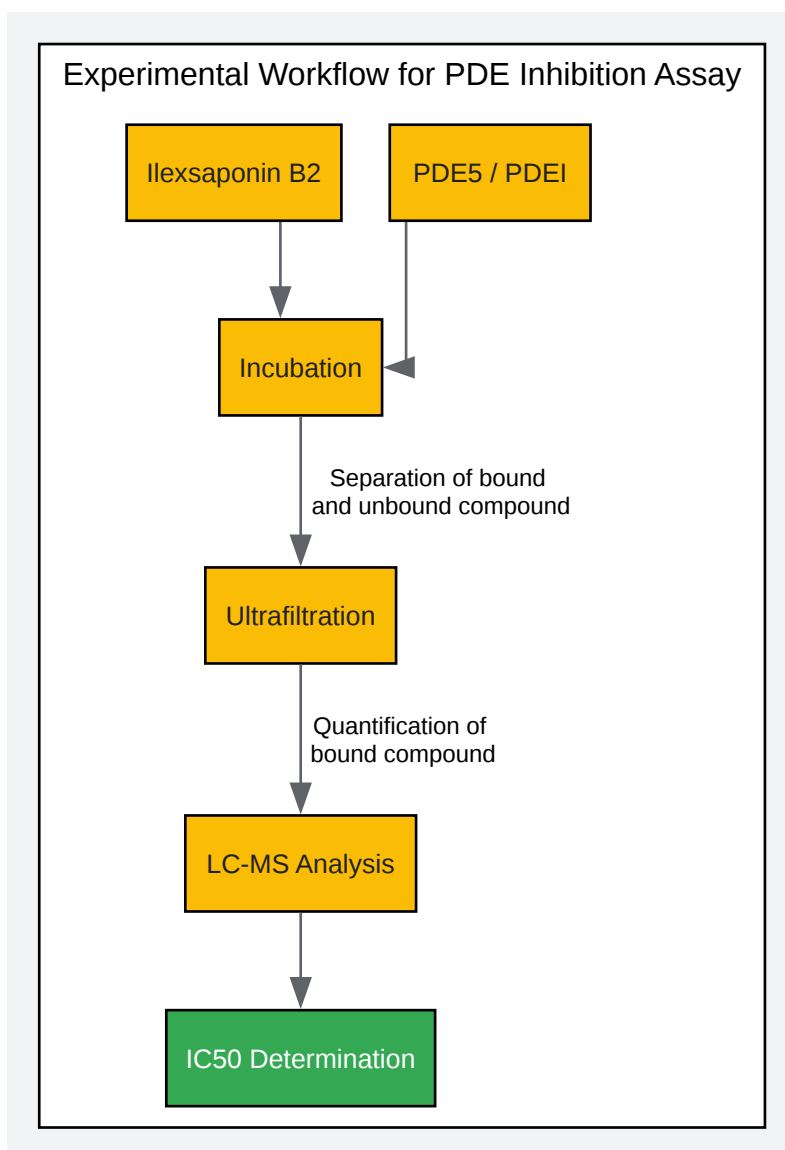 Experimental Workflow for PDE Inhibition Assay
Ilexsaponin B2
PDE5 / PDEI
Incubation
Separation of bound
and unbound compound
Ultrafiltration
Quantification of
bound compound
LC-MS Analysis
IC50 Determination